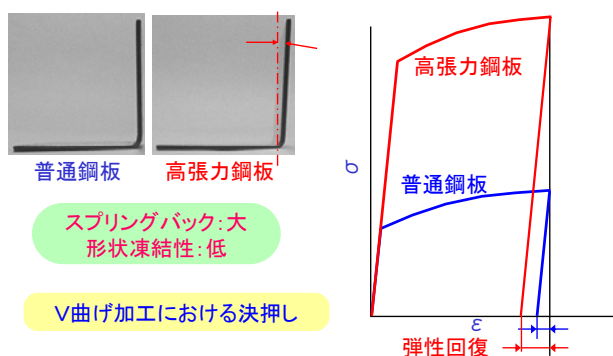 普通鋼板
高張力鋼板
スプリングバック:大
形状凍結性:低
V曲げ加工における決押し
高張力鋼板
普通鋼板
σ
ε
弾性回復